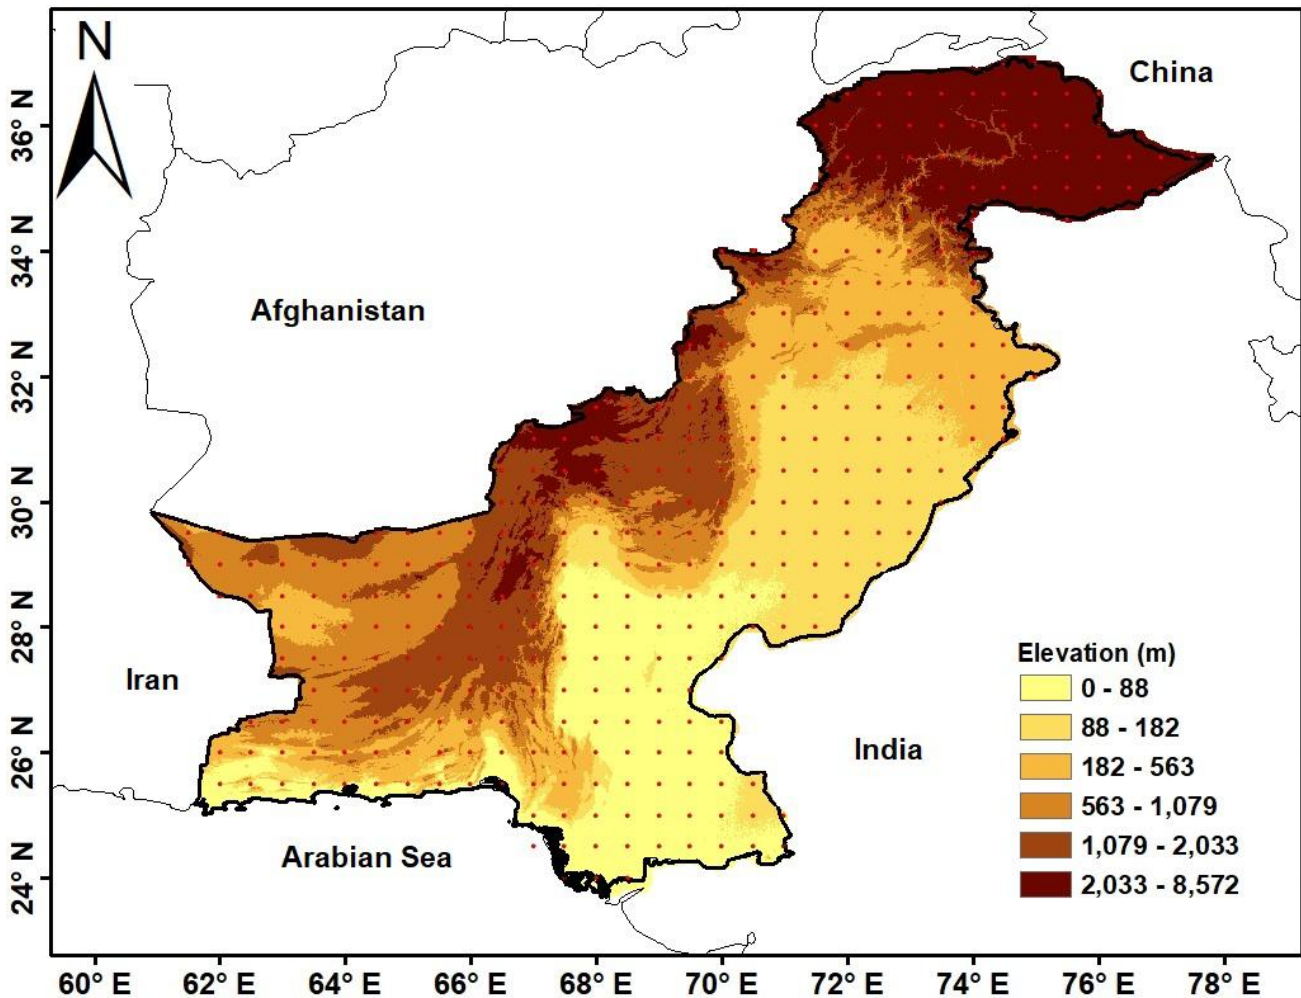 N
China
Afghanistan
Iran
India
Arabian Sea
Elevation (m)
0 - 88
88 - 182
182 - 563
563 - 1,079
1,079 - 2,033
2,033 - 8,572
36° N
34° N
32° N
30° N
28° N
26° N
24° N
60° E
62° E
64° E
66° E
68° E
70° E
72° E
74° E
76° E
78° E